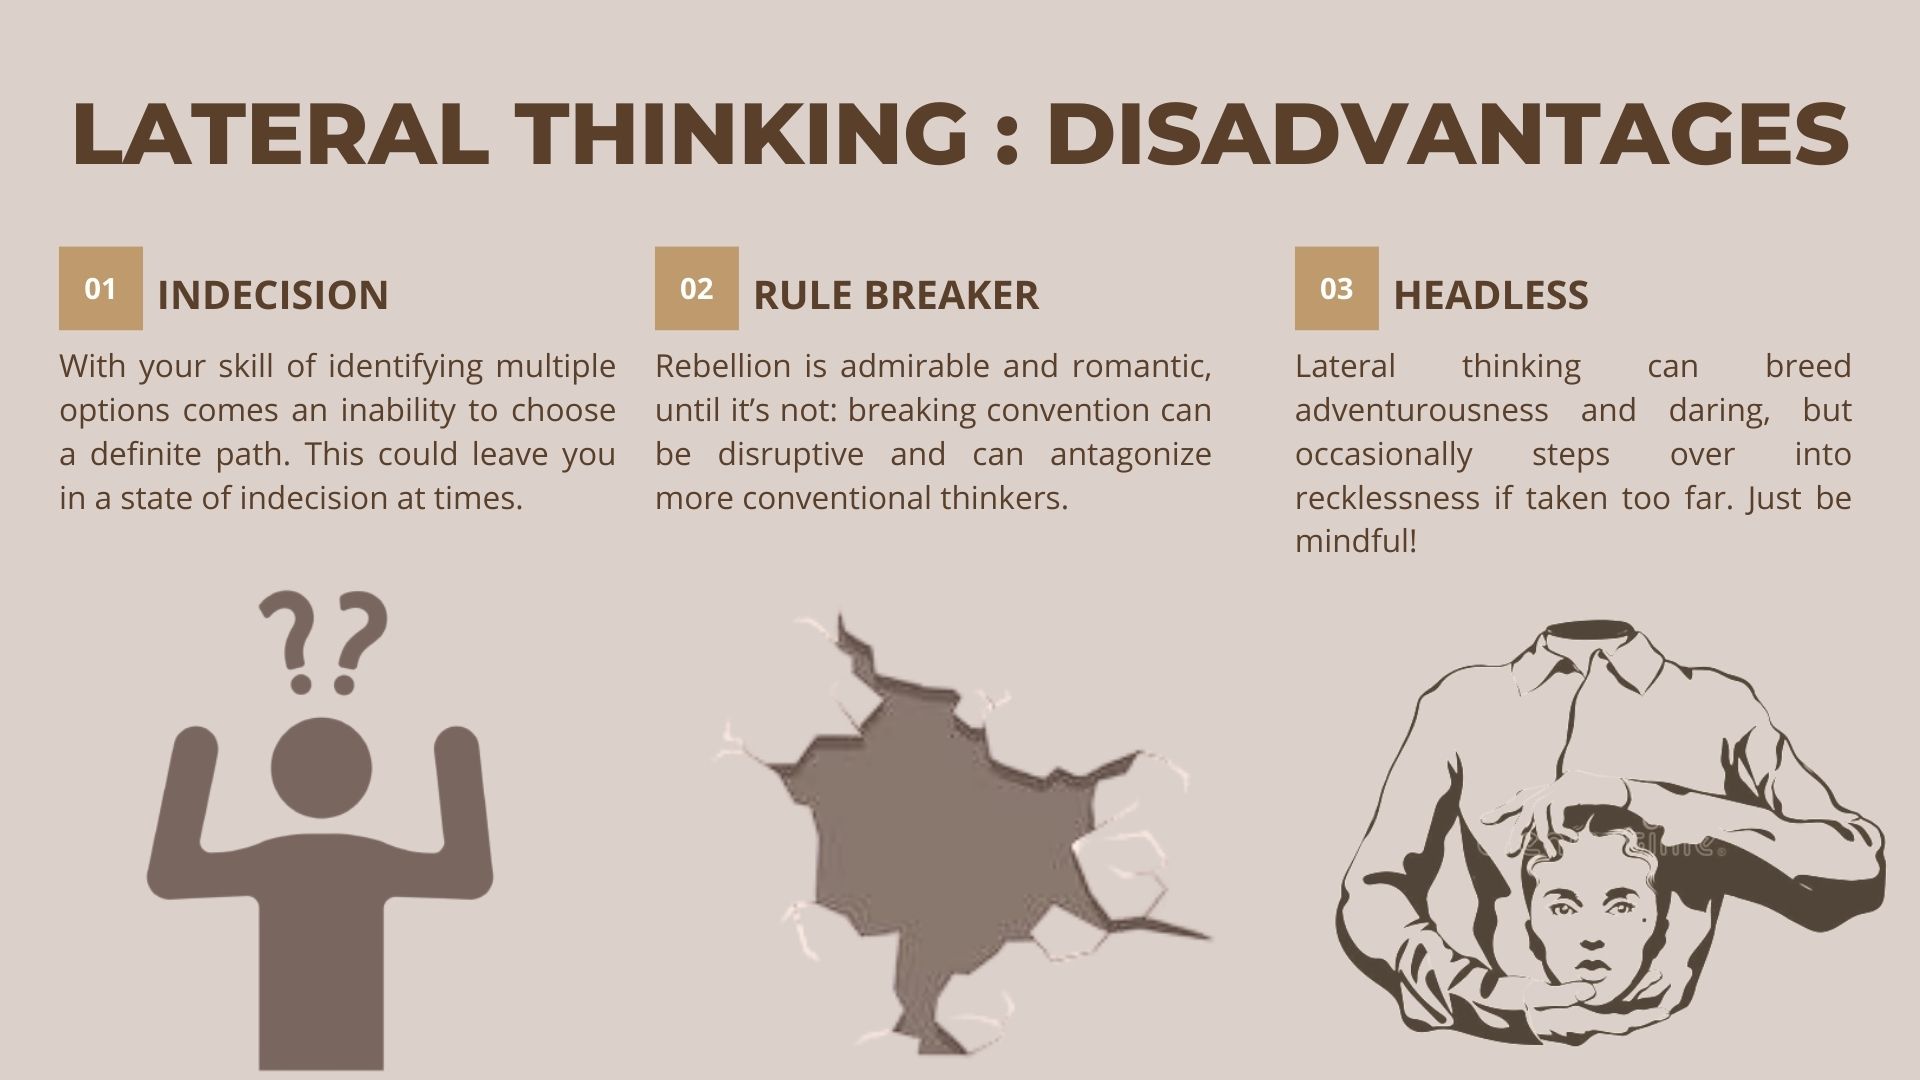 LATERAL THINKING : DISADVANTAGES
01
INDECISION
With your skill of identifying multiple
options comes an inability to choose
a definite path. This could leave you
in a state of indecision at times.
02
RULE BREAKER
Rebellion is admirable and romantic,
until it’s not: breaking convention can
be disruptive and can antagonize
more conventional thinkers.
03
HEADLESS
Lateral thinking can breed
adventurousness and daring, but
occasionally steps over into
recklessness if taken too far. Just be
mindful!
??